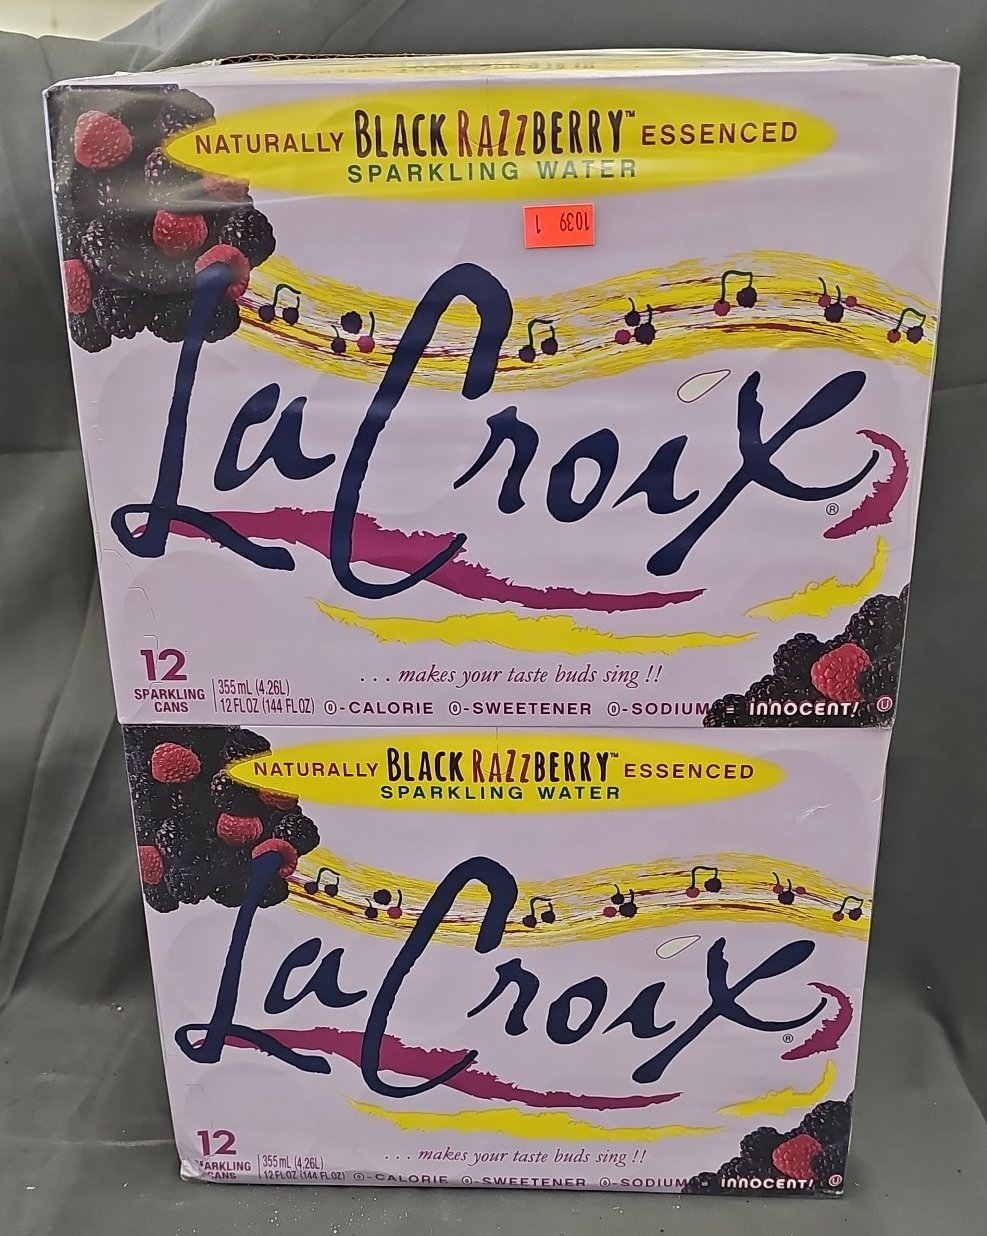 NATURALLY BLACK RAZZBERRY™ ESSENCED
SPARKLING WATER
1039 1
LaCroix®
... makes your taste buds sing !!
12
SPARKLING
CANS
355 mL (4.26L)
12 FL OZ (144 FL OZ)
0-CALORIE 0-SWEETENER 0-SODIUM = INNOCENT! U
NATURALLY BLACK RAZZBERRY™ ESSENCED
SPARKLING WATER
LaCroix®
... makes your taste buds sing !!
12
SPARKLING
CANS
355 mL (4.26L)
12 FL OZ (144 FL OZ)
0-CALORIE 0-SWEETENER 0-SODIUM = INNOCENT! U